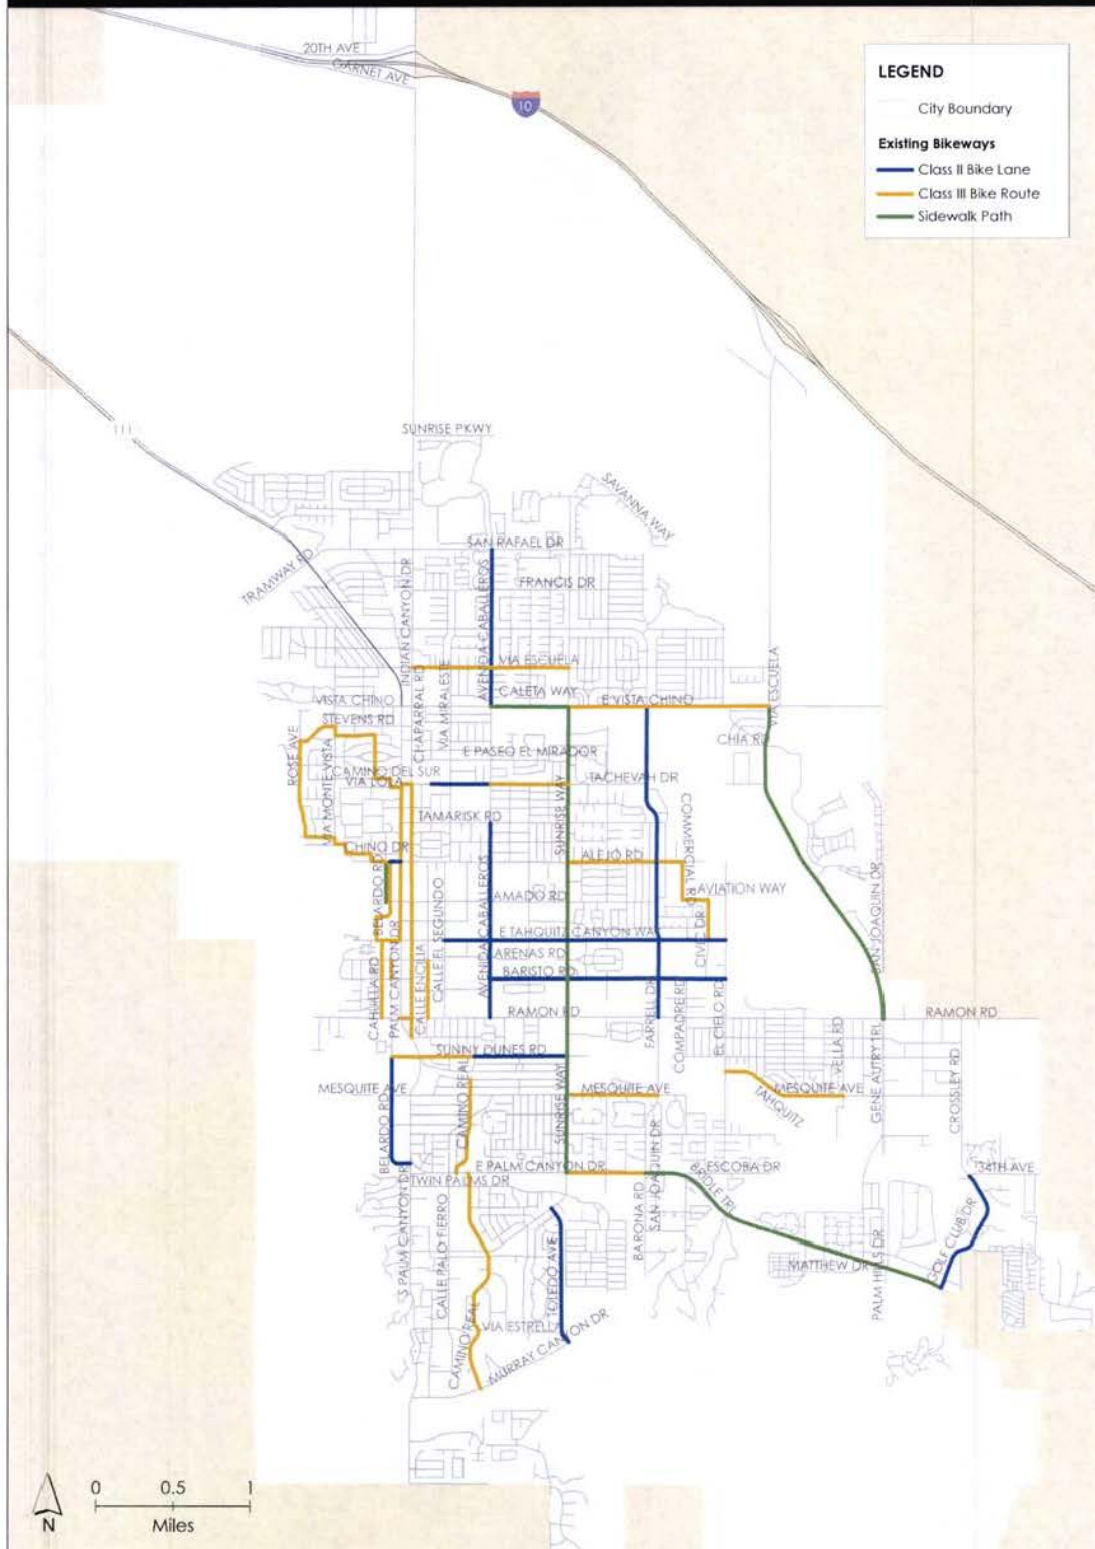 20TH AVE
GARNET AVE
10
LEGEND
City Boundary
Existing Bikeways
Class II Bike Lane
Class III Bike Route
Sidewalk Path
111
SUNRISE PKWY
SAVANNA WAY
SAN RAFAEL DR
TRAMWAY RD
FRANCIS DR
INDIAN CANYON DR
AVENIDA CABALLEROS
VIA ESCUELA
VIA ESCUELA
CHAPARRAL RD
VIA MIRALESTE
CALETA WAY
VISTA CHINO
E VISTA CHINO
STEVENS RD
ROSE AVE
VIA MONTE VISTA
E PASEO EL MIRADOR
CHIA RD
CAMINO DEL SUR
VIA LOLA
TACHEVAH DR
SUNRISE WAY
TAMARISK RD
COMMERCIAL RD
CHINO DR
ALEJO RD
BELARDO RD
CALLE EL SEGUNDO
AVENIDA CABALLEROS
AMADO RD
AVIATION WAY
SAN JOAQUIN DR
PALM CANYON DR
E TAHQUITZ CANYON WAY
CIVIC DR
ARENAS RD
CAHUILLA RD
CALLE ENCILIA
BARISTO RD
RAMON RD
FARRELL DR
COMPADRE RD
EL CIELO RD
RAMON RD
VELLA RD
GENE AUTRY TRL
CROSSLEY RD
SUNNY DUNES RD
MESQUITE AVE
CAMINO REAL
SUNRISE WAY
MESQUITE AVE
MESQUITE AVE
TAHQUITZ
BELARDO RD
E PALM CANYON DR
SAN JOAQUIN DR
ESCOBA DR
34TH AVE
TWIN PALMS DR
BRIDLE TRL
BARONA RD
S PALM CANYON DR
CALLE PALO FIERRO
TOLEDO AVE
MATTHEW DR
PALM HILLS DR
GOLF CLUB DR
CAMINO REAL
VIA ESTRELLA
MURRAY CANYON DR
0 0.5 1
Miles
N